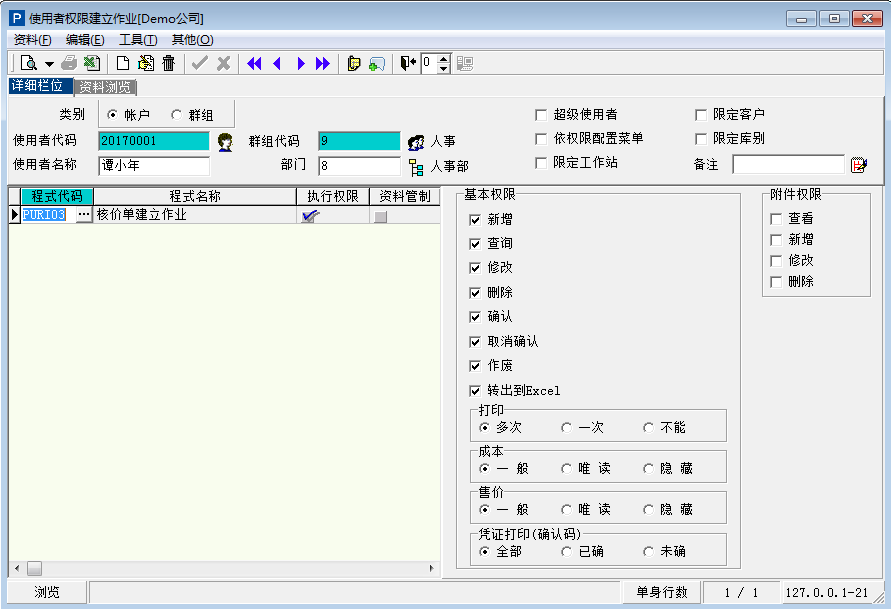 P 使用者权限建立作业[Demo公司]
资料(F) 编辑(E) 工具(T) 其他(O)
0
详细栏位 资料浏览
类别 帐户 群组
使用者代码 20170001 群组代码 9 人事
使用者名称 谭小年 部门 8 人事部
超级使用者 限定客户
依权限配置菜单 限定库别
限定工作站 备注
程式代码 程式名称 执行权限 资料管制
PURI03 ... 核价单建立作业
基本权限
新增
查询
修改
删除
确认
取消确认
作废
转出到Excel
打印
多次 一次 不能
成本
一 般 唯 读 隐 藏
售价
一 般 唯 读 隐 藏
凭证打印(确认码)
全部 已确 未确
附件权限
查看
新增
修改
删除
浏览 单身行数 1 / 1 127.0.0.1-21